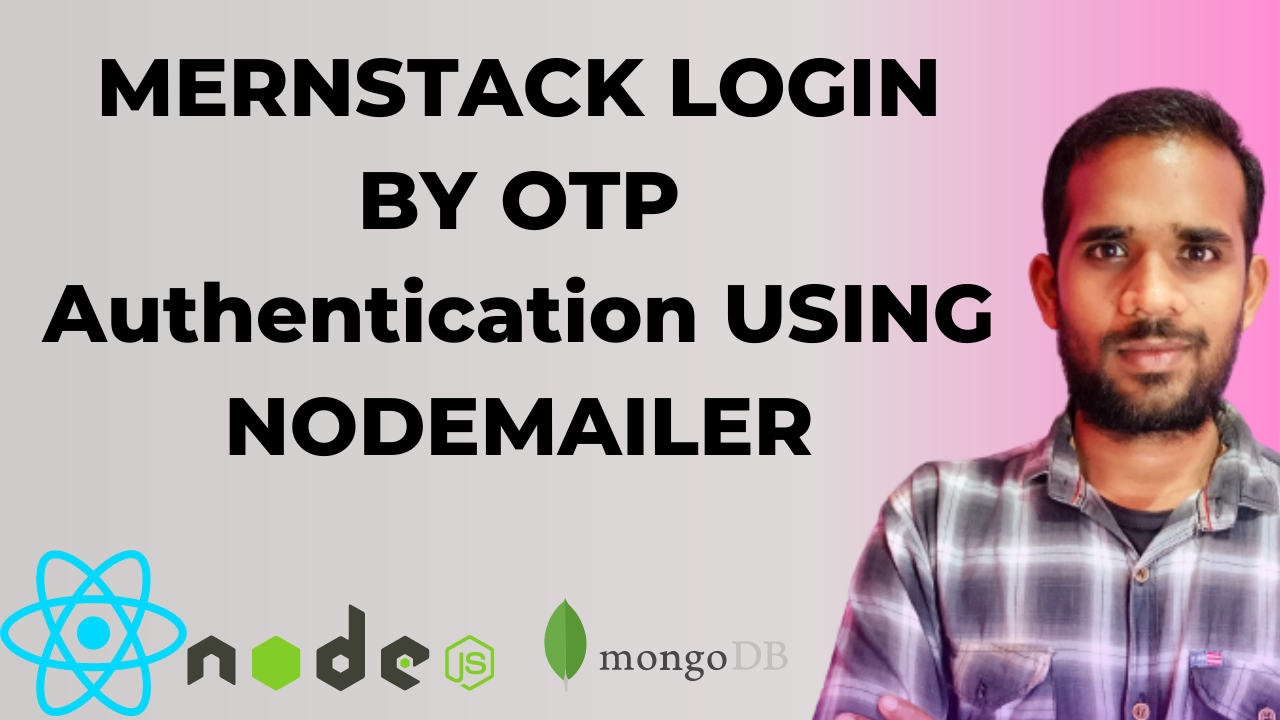 MERNSTACK LOGIN
BY OTP
Authentication USING
NODEMAILER
node JS
mongoDB